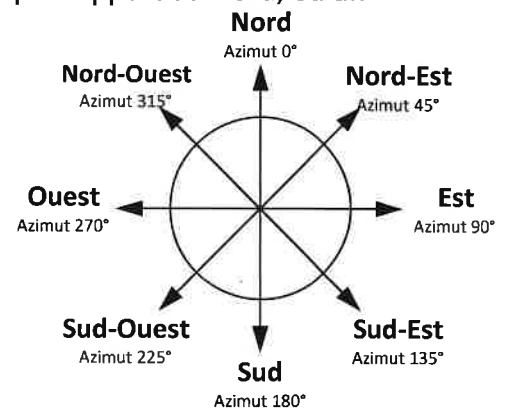 Nord
Azimut 0°
Nord-Ouest
Azimut 315°
Nord-Est
Azimut 45°
Ouest
Azimut 270°
Est
Azimut 90°
Sud-Ouest
Azimut 225°
Sud-Est
Azimut 135°
Sud
Azimut 180°